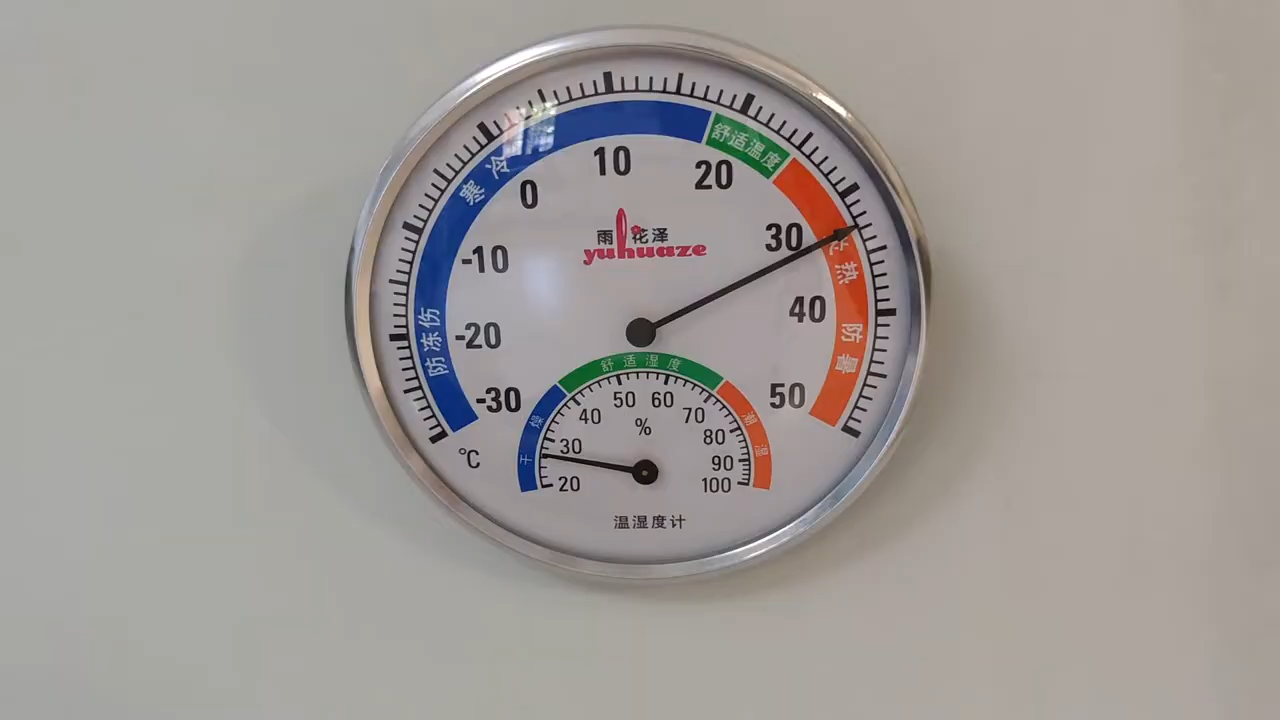 舒适温度
寒冷
10
20
0
雨花泽
yuhuaze
30
-10
发热
防冻伤
40
-20
防暑
舒适湿度
-30
50
50
60
40
70
%
燥
潮
80
30
干
湿
90
℃
20
100
温湿度计